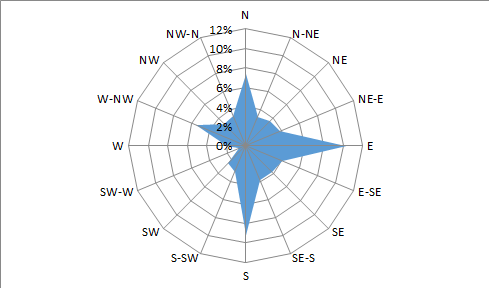 N
NW-N 12% N-NE
10%
NW NE
8%
6%
W-NW NE-E
4%
2%
W 0% E
SW-W E-SE
SW SE
S-SW SE-S
S